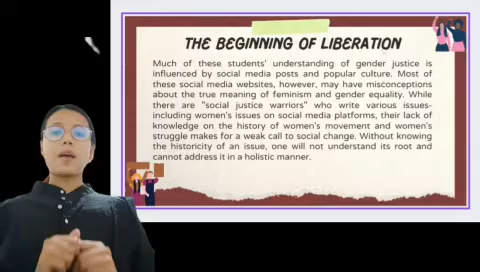 THE BEGINNING OF LIBERATION
Much of these students' understanding of gender justice is
influenced by social media posts and popular culture. Most of
these social media websites, however, may have misconceptions
about the true meaning of feminism and gender equality. While
there are "social justice warriors" who write various issues-
including women's issues on social media platforms, their lack of
knowledge on the history of women's movement and women's
struggle makes for a weak call to social change. Without knowing
the historicity of an issue, one will not understand its root and
cannot address it in a holistic manner.